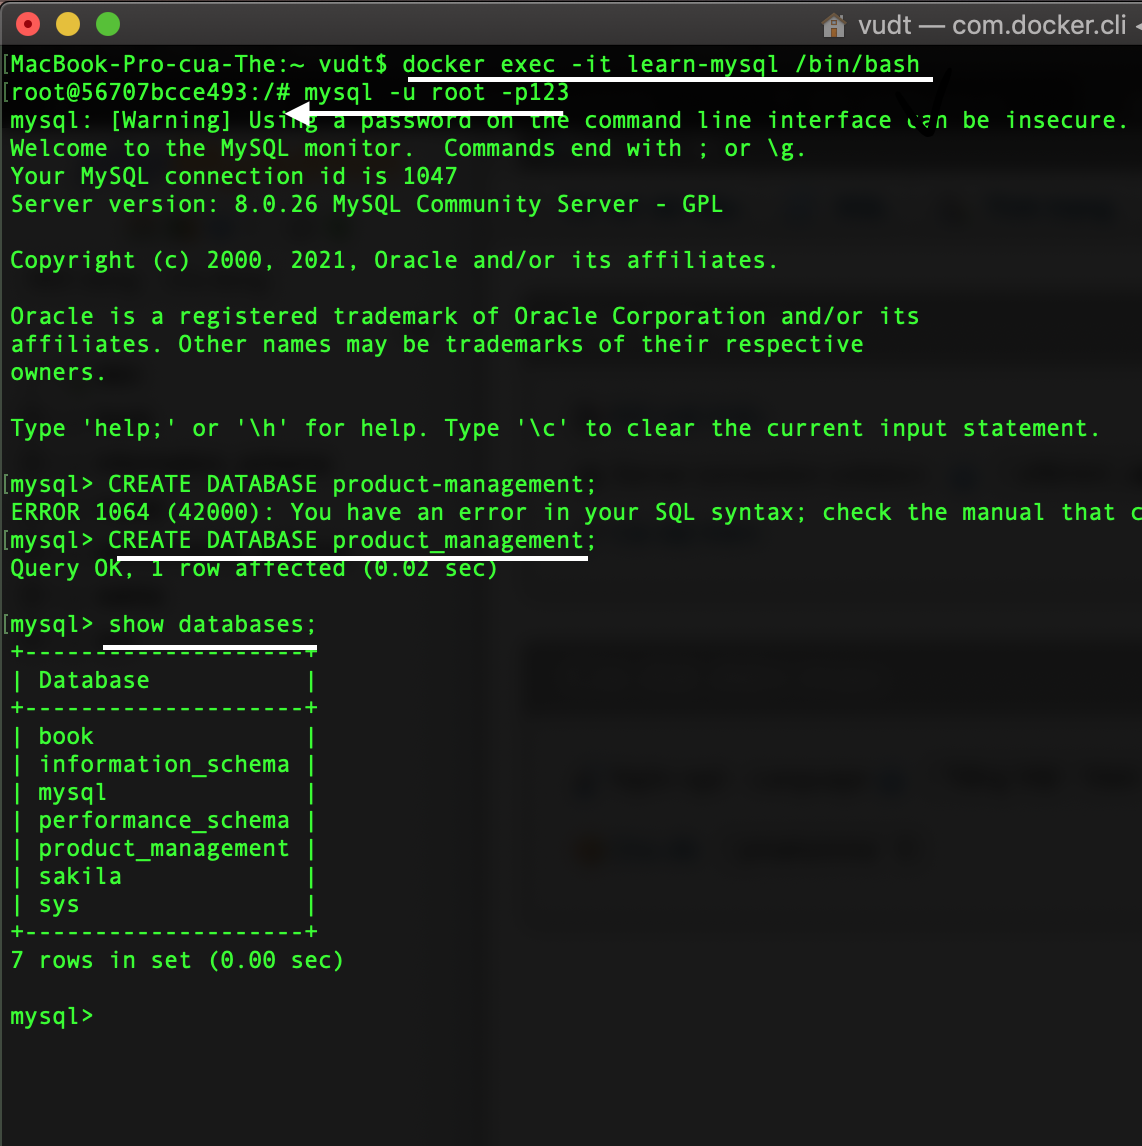 vudt — com.docker.cli
[MacBook-Pro-cua-The:~ vudt$ docker exec -it learn-mysql /bin/bash
[root@56707bcce493:/# mysql -u root -p123
mysql: [Warning] Using a password on the command line interface can be insecure.
Welcome to the MySQL monitor.  Commands end with ; or \g.
Your MySQL connection id is 1047
Server version: 8.0.26 MySQL Community Server - GPL
Copyright (c) 2000, 2021, Oracle and/or its affiliates.
Oracle is a registered trademark of Oracle Corporation and/or its
affiliates. Other names may be trademarks of their respective
owners.
Type 'help;' or '\h' for help. Type '\c' to clear the current input statement.
[mysql> CREATE DATABASE product-management;
ERROR 1064 (42000): You have an error in your SQL syntax; check the manual that c
[mysql> CREATE DATABASE product_management;
Query OK, 1 row affected (0.02 sec)
[mysql> show databases;
+--------------------+
| Database           |
+--------------------+
| book               |
| information_schema |
| mysql              |
| performance_schema |
| product_management |
| sakila             |
| sys                |
+--------------------+
7 rows in set (0.00 sec)
mysql>